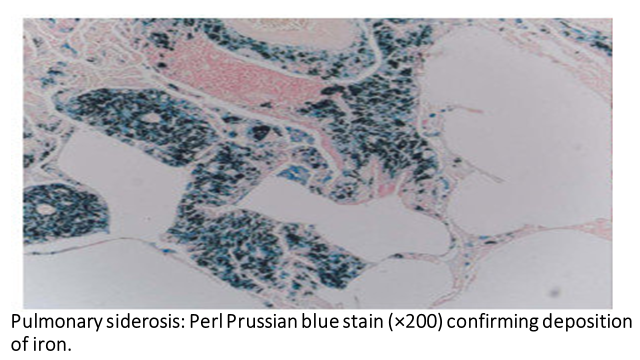 Pulmonary siderosis: Perl Prussian blue stain (×200) confirming deposition
of iron.